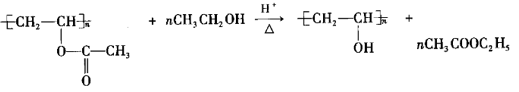 -[CH₂—CH]ₙ- + nCH₃CH₂OH H⁺ △ -[CH₂—CH]ₙ- +
O—C—CH₃ OH nCH₃COOC₂H₅
O